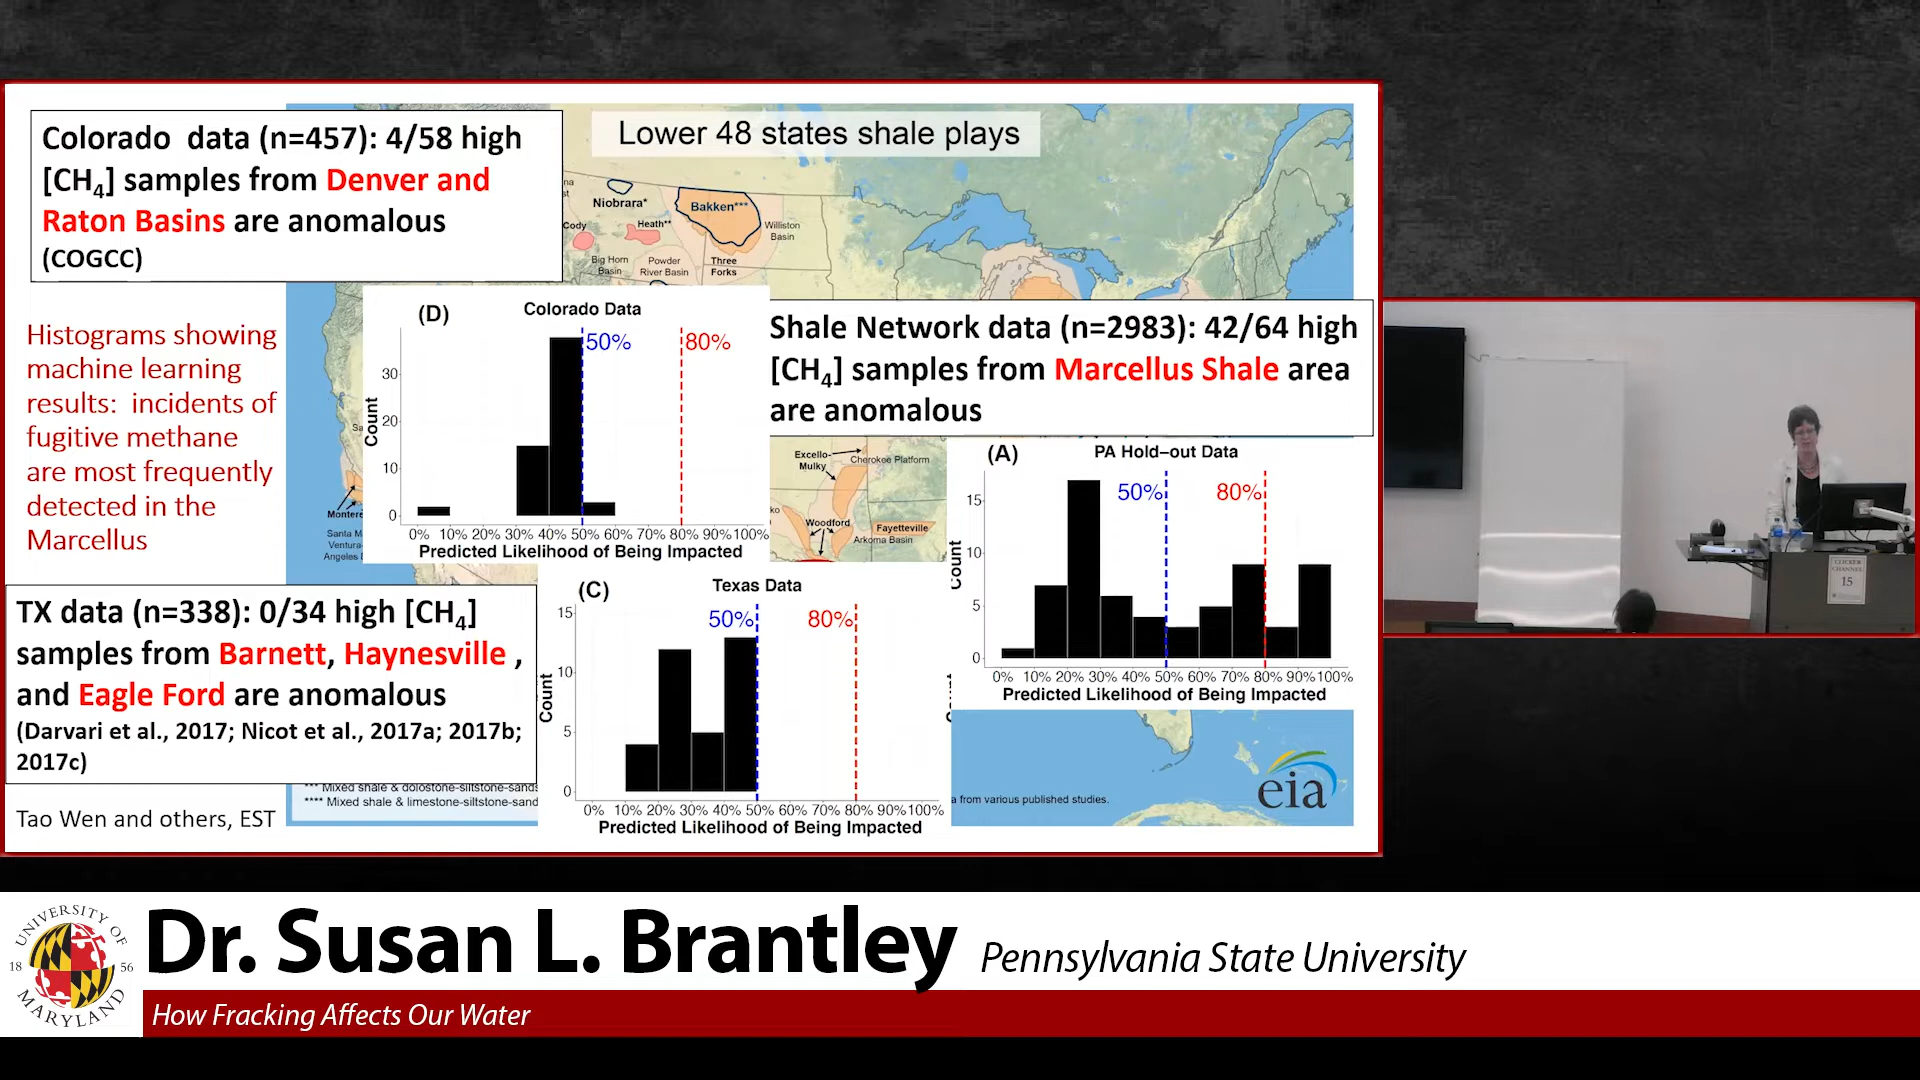 Colorado data (n=457): 4/58 high
[CH4] samples from Denver and
Raton Basins are anomalous
(COGCC)
Lower 48 states shale plays
Niobrara*
Bakken***
Cody
Heath**
Williston
Basin
Big Horn
Basin
Powder
River Basin
Three
Forks
Histograms showing
machine learning
results: incidents of
fugitive methane
are most frequently
detected in the
Marcellus
(D)
Colorado Data
50%
80%
30
20
10
0
Count
0% 10% 20% 30% 40% 50% 60% 70% 80% 90% 100%
Predicted Likelihood of Being Impacted
Shale Network data (n=2983): 42/64 high
[CH4] samples from Marcellus Shale area
are anomalous
Excello-
Mulky
Cherokee Platform
Woodford
Fayetteville
Arkoma Basin
(A)
PA Hold–out Data
50%
80%
15
10
5
0
Count
0% 10% 20% 30% 40% 50% 60% 70% 80% 90% 100%
Predicted Likelihood of Being Impacted
TX data (n=338): 0/34 high [CH4]
samples from Barnett, Haynesville ,
and Eagle Ford are anomalous
(Darvari et al., 2017; Nicot et al., 2017a; 2017b;
2017c)
(C)
Texas Data
50%
80%
15
10
5
0
Count
0% 10% 20% 30% 40% 50% 60% 70% 80% 90% 100%
Predicted Likelihood of Being Impacted
*** Mixed shale & dolostone-siltstone-sands
**** Mixed shale & limestone-siltstone-sand
a from various published studies.
eia
Tao Wen and others, EST
CLICKER
CHANNEL
15
UNIVERSITY OF
MARYLAND
18 56
Dr. Susan L. Brantley Pennsylvania State University
How Fracking Affects Our Water